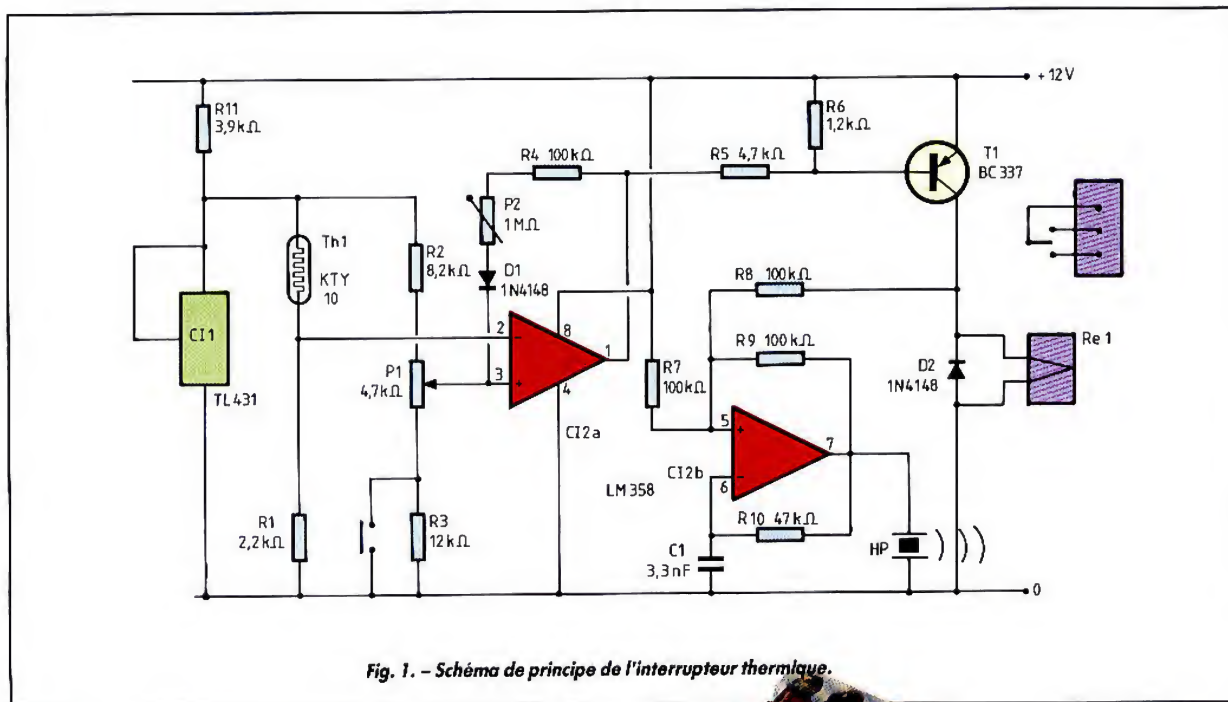 +12V
R11
3,9kΩ
R6
1,2kΩ
R4 100kΩ
R5 4,7kΩ
T1
BC 337
P2
1MΩ
Th1
KTY
10
R2
8,2kΩ
D1
1N4148
R8 100kΩ
CI1
TL431
2
8
1
3
4
P1
4,7kΩ
CI2a
R7
100kΩ
R9 100kΩ
D2
1N4148
Re 1
5
7
CI2b
6
LM358
R1
2,2kΩ
R3
12kΩ
R10 47kΩ
C1
3,3nF
HP
0
Fig. 1. – Schéma de principe de l'interrupteur thermique.